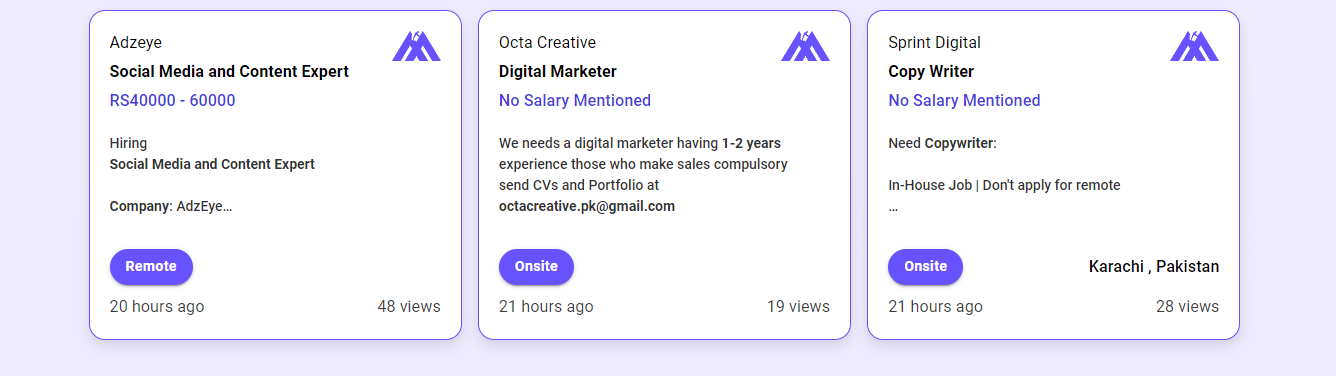 Adzeye
Social Media and Content Expert
RS40000 - 60000
Hiring
Social Media and Content Expert
Company: AdzEye...
Remote
20 hours ago
48 views
Octa Creative
Digital Marketer
No Salary Mentioned
We needs a digital marketer having 1-2 years
experience those who make sales compulsory
send CVs and Portfolio at
octacreative.pk@gmail.com
Onsite
21 hours ago
19 views
Sprint Digital
Copy Writer
No Salary Mentioned
Need Copywriter:
In-House Job | Don't apply for remote
...
Onsite
Karachi , Pakistan
21 hours ago
28 views